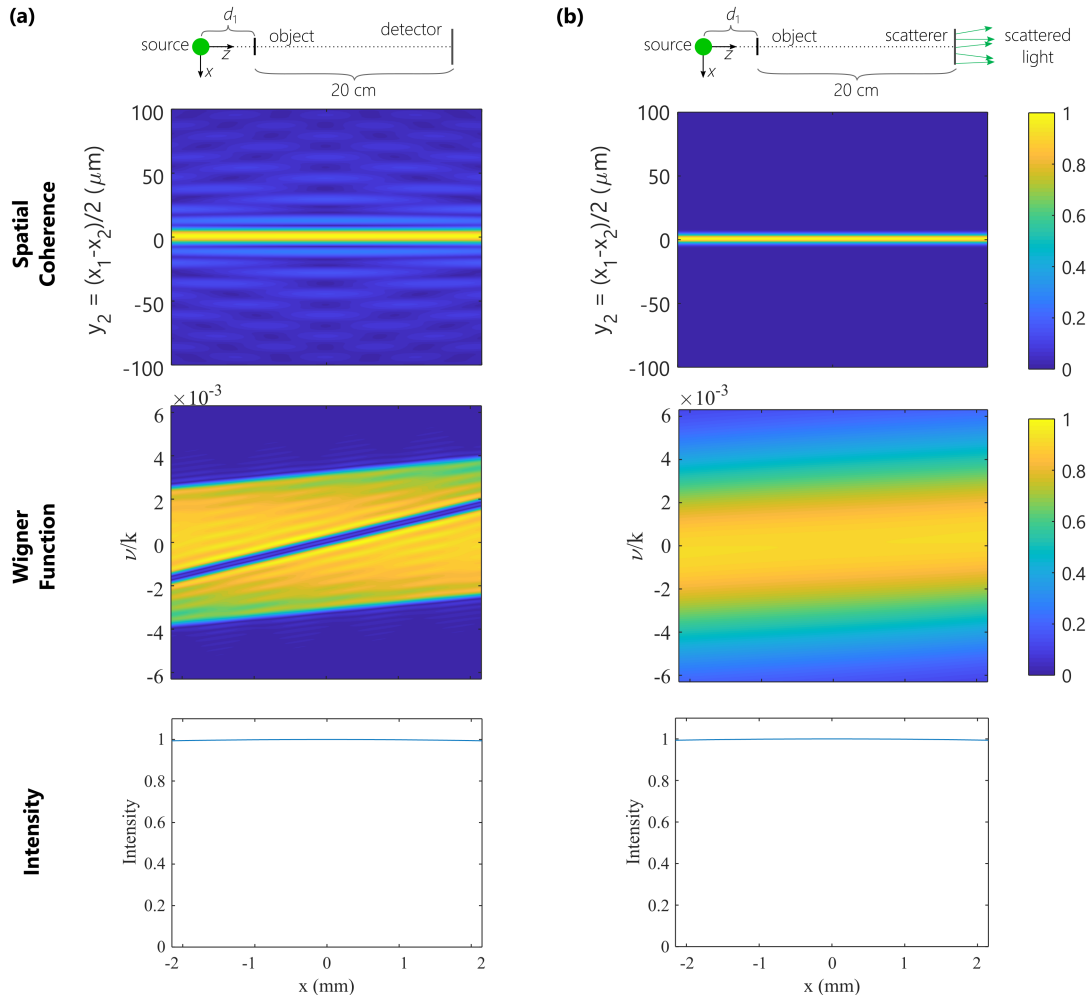 (a)
d1
source
object
detector
z
x
20 cm
(b)
d1
source
object
scatterer
scattered
light
z
x
20 cm
Spatial
Coherence
y2 = (x1-x2)/2 (μm)
100
50
0
-50
-100
y2 = (x1-x2)/2 (μm)
100
50
0
-50
-100
1
0.8
0.6
0.4
0.2
0
Wigner
Function
ν/k
×10-3
6
4
2
0
-2
-4
-6
ν/k
×10-3
6
4
2
0
-2
-4
-6
1
0.8
0.6
0.4
0.2
0
Intensity
Intensity
1
0.8
0.6
0.4
0.2
0
-2
-1
0
1
2
x (mm)
Intensity
1
0.8
0.6
0.4
0.2
0
-2
-1
0
1
2
x (mm)